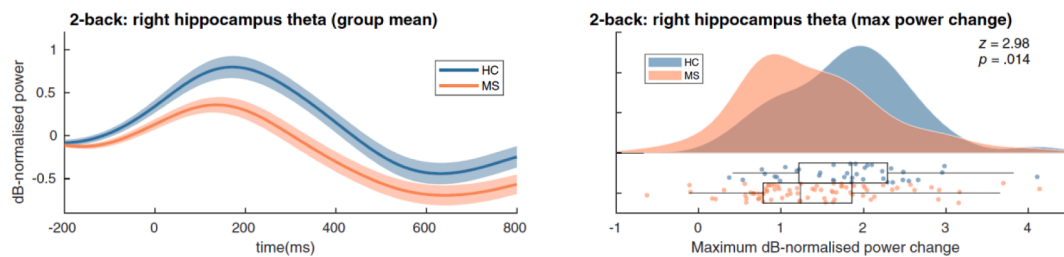 2-back: right hippocampus theta (group mean)
1
0.5
0
-0.5
dB-normalised power
HC
MS
-200
0
200
400
600
800
time(ms)
2-back: right hippocampus theta (max power change)
z = 2.98
p = .014
HC
MS
-1
0
1
2
3
4
Maximum dB-normalised power change